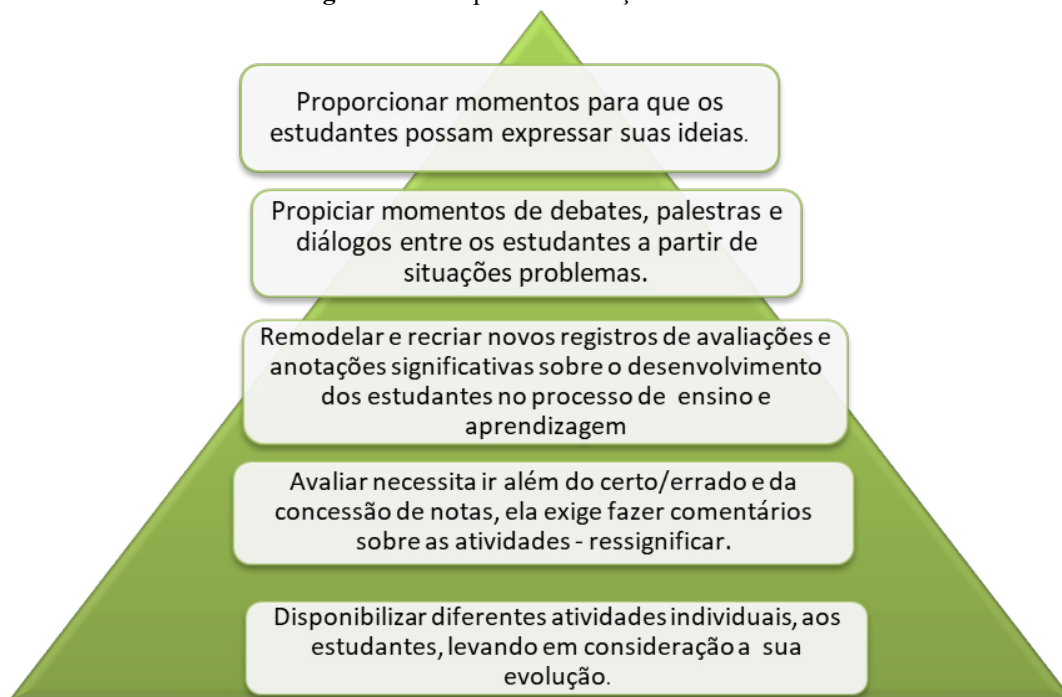 Proporcionar momentos para que os
estudantes possam expressar suas ideias.
Propiciar momentos de debates, palestras e
diálogos entre os estudantes a partir de
situações problemas.
Remodelar e recriar novos registros de avaliações e
anotações significativas sobre o desenvolvimento
dos estudantes no processo de ensino e
aprendizagem
Avaliar necessita ir além do certo/errado e da
concessão de notas, ela exige fazer comentários
sobre as atividades - ressignificar.
Disponibilizar diferentes atividades individuais, aos
estudantes, levando em consideração a sua
evolução.